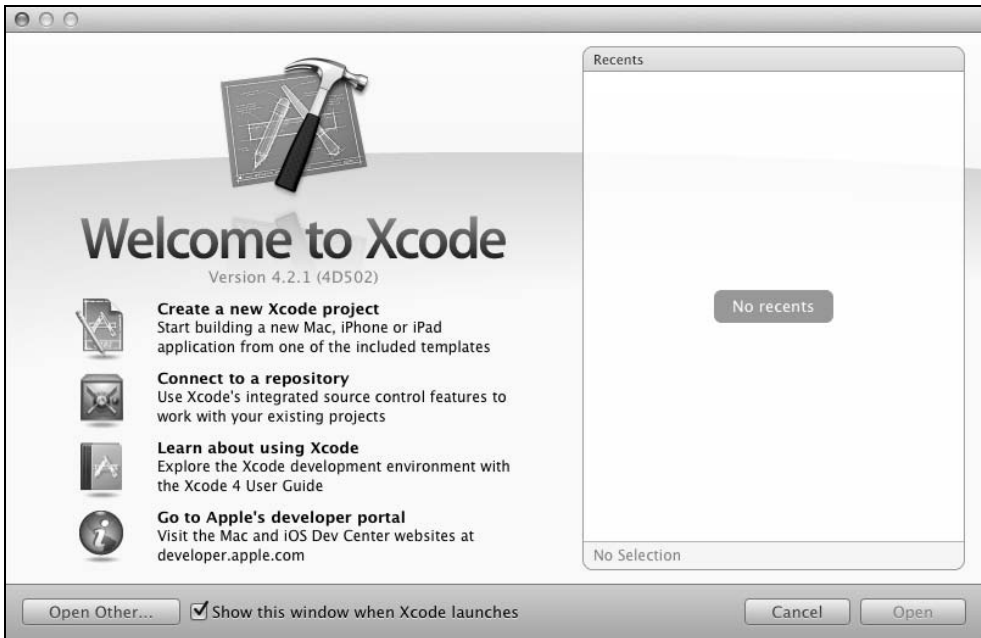 Welcome to Xcode
Version 4.2.1 (4D502)
Create a new Xcode project
Start building a new Mac, iPhone or iPad
application from one of the included templates
Connect to a repository
Use Xcode's integrated source control features to
work with your existing projects
Learn about using Xcode
Explore the Xcode development environment with
the Xcode 4 User Guide
Go to Apple's developer portal
Visit the Mac and iOS Dev Center websites at
developer.apple.com
Recents
No recents
No Selection
Open Other...
Show this window when Xcode launches
Cancel
Open